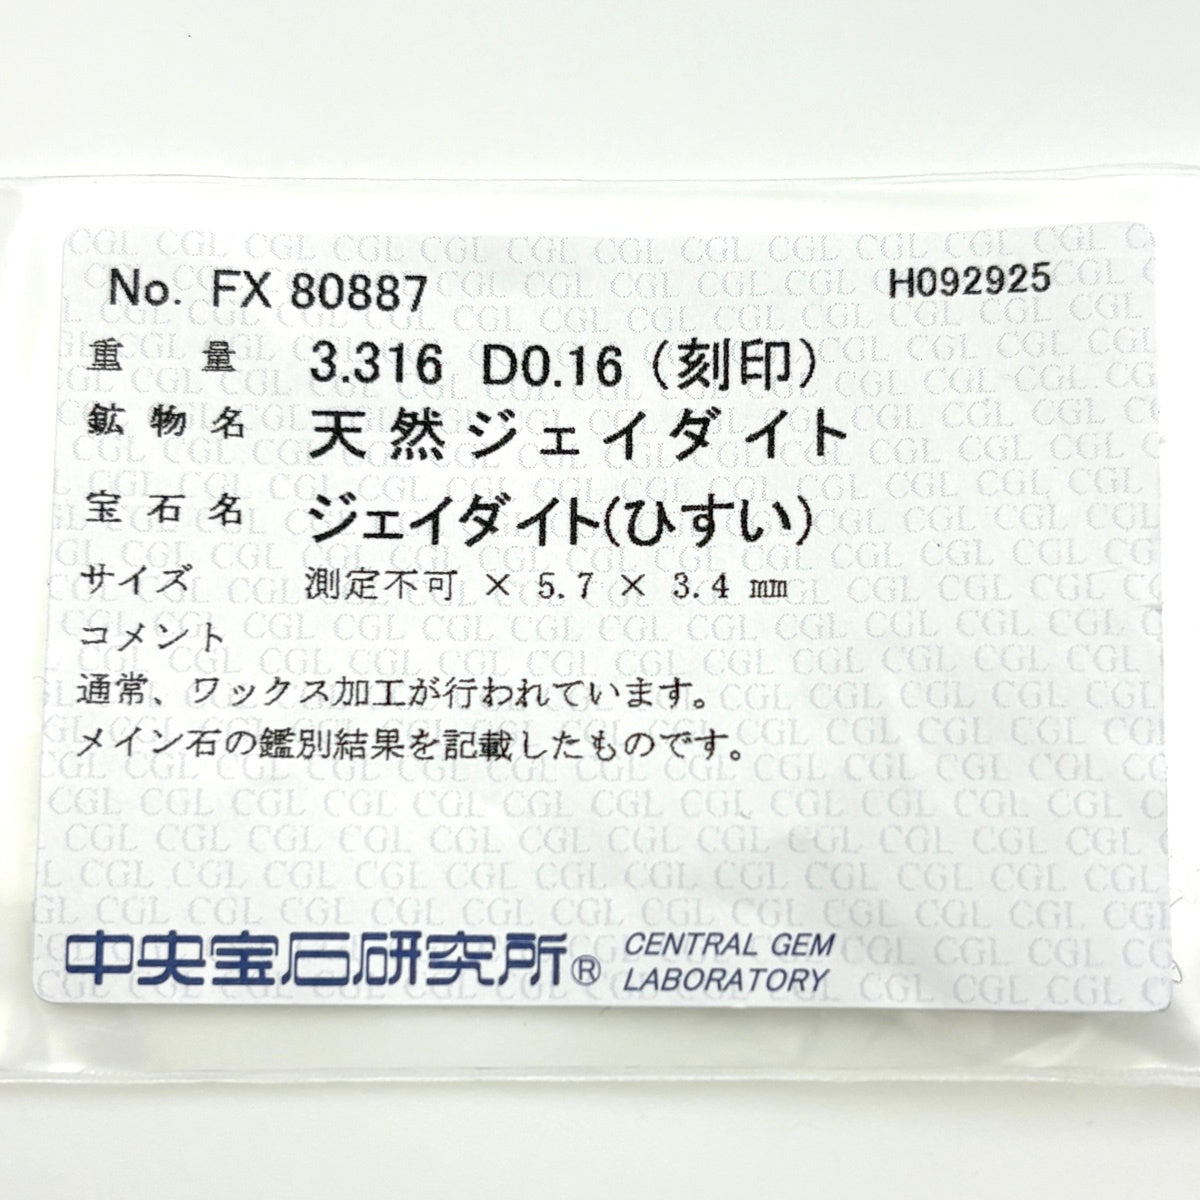 No. FX 80887 H092925
重量 3.316 D0.16 (刻印)
鉱物名 天然ジェイダイト
宝石名 ジェイダイト(ひすい)
サイズ 測定不可 × 5.7 × 3.4 mm
コメント
通常、ワックス加工が行われています。
メイン石の鑑別結果を記載したものです。
中央宝石研究所® CENTRAL GEM
LABORATORY